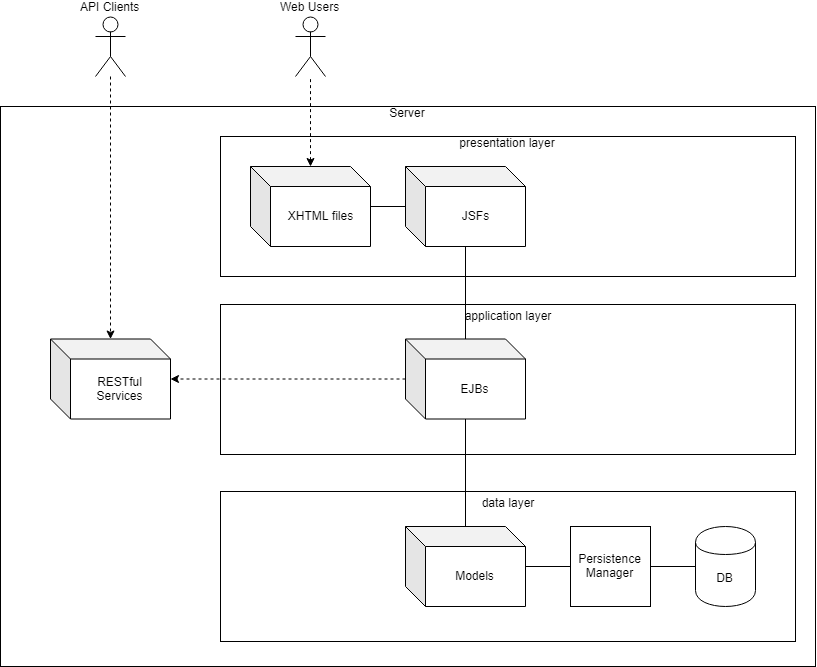 API Clients
Web Users
Server
presentation layer
XHTML files
JSFs
application layer
RESTful
Services
EJBs
data layer
Models
Persistence
Manager
DB